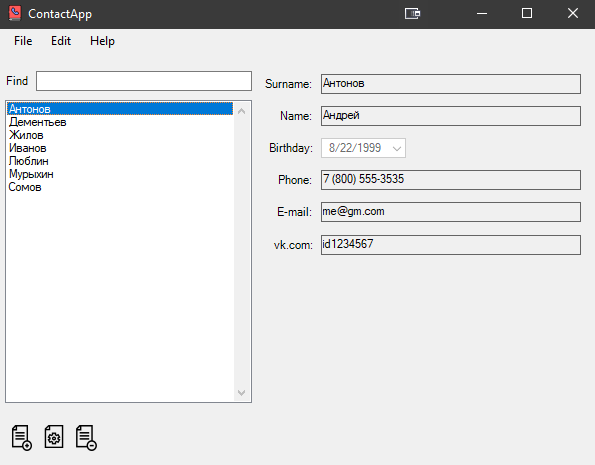 ContactApp
File Edit Help
Find
Антонов
Дементьев
Жилов
Иванов
Люблин
Мурыхин
Сомов
Surname: Антонов
Name: Андрей
Birthday: 8/22/1999
Phone: 7 (800) 555-3535
E-mail: me@gm.com
vk.com: id1234567